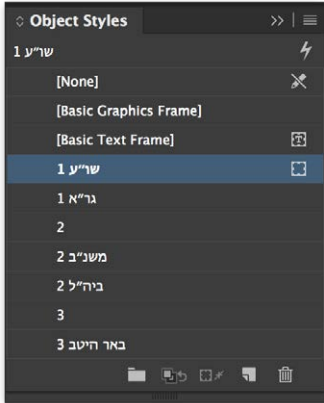 Object Styles
שו״ע 1
[None]
[Basic Graphics Frame]
[Basic Text Frame]
שו״ע 1
גר״א 1
2
משנ״ב 2
ביה״ל 2
3
באר היטב 3